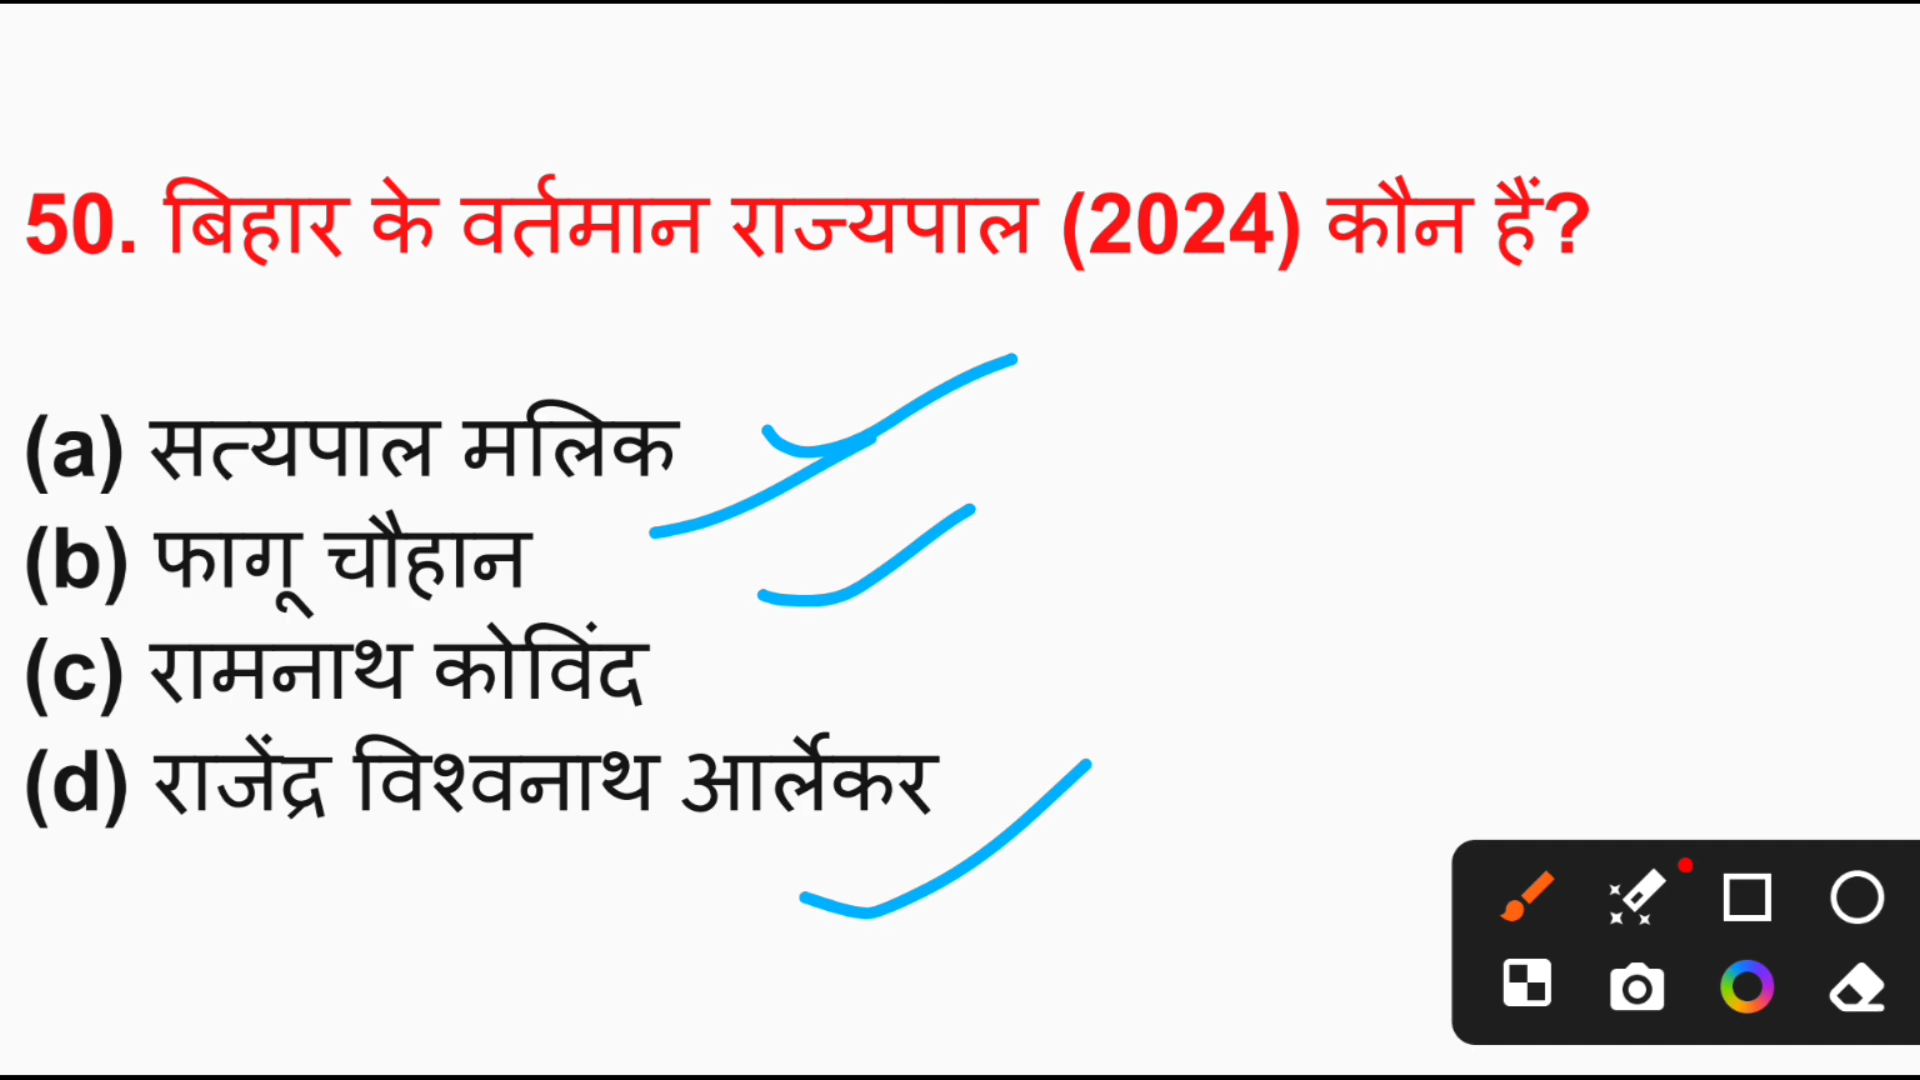 50. बिहार के वर्तमान राज्यपाल (2024) कौन हैं?
(a) सत्यपाल मलिक
(b) फागू चौहान
(c) रामनाथ कोविंद
(d) राजेंद्र विश्वनाथ आर्लेकर